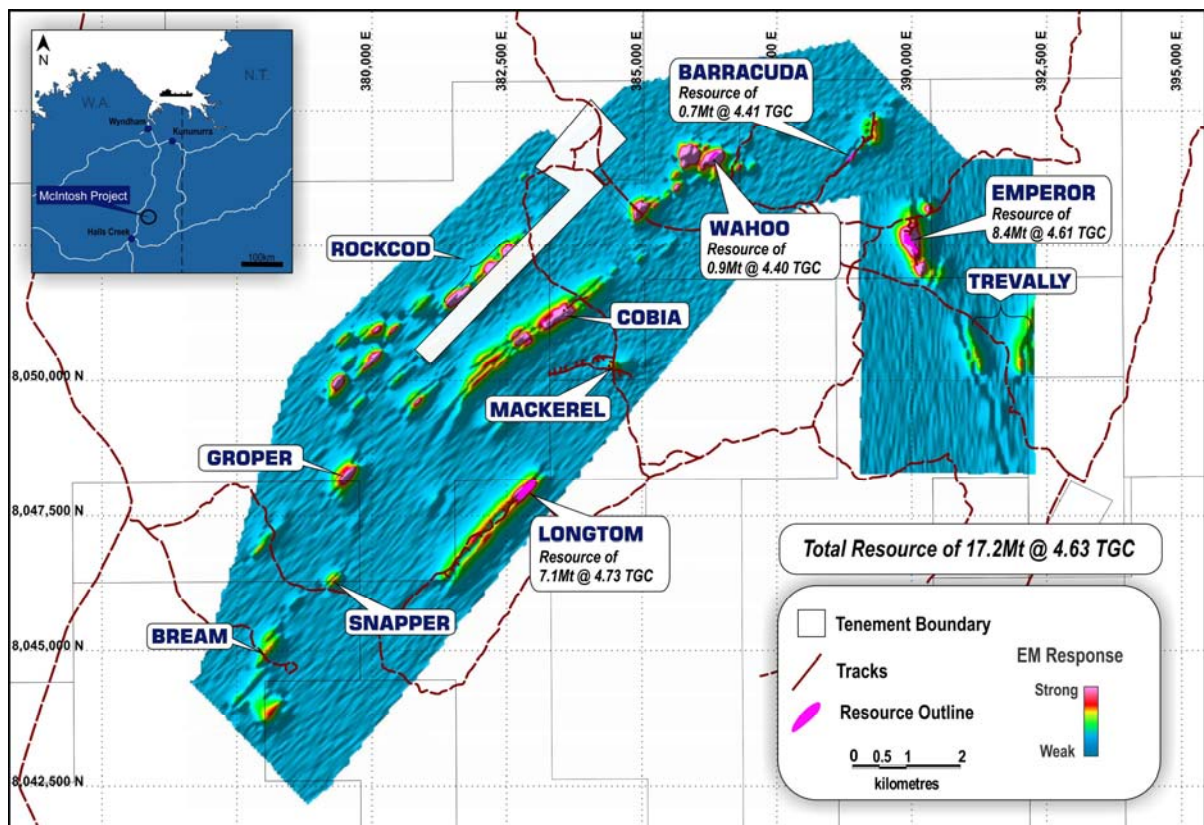 380,000 E
382,500 E
385,000 E
390,000 E
392,500 E
395,000 E
N
N.T.
W.A.
Wyndham
Kununurra
McIntosh Project
Halls Creek
100km
BARRACUDA
Resource of
0.7Mt @ 4.41 TGC
EMPEROR
Resource of
8.4Mt @ 4.61 TGC
WAHOO
Resource of
0.9Mt @ 4.40 TGC
ROCKCOD
TREVALLY
COBIA
8,050,000 N
MACKEREL
GROPER
8,047,500 N
LONGTOM
Resource of
7.1Mt @ 4.73 TGC
Total Resource of 17.2Mt @ 4.63 TGC
SNAPPER
BREAM
8,045,000 N
8,042,500 N
Tenement Boundary
Tracks
Resource Outline
0 0.5 1 2
kilometres
EM Response
Strong
Weak